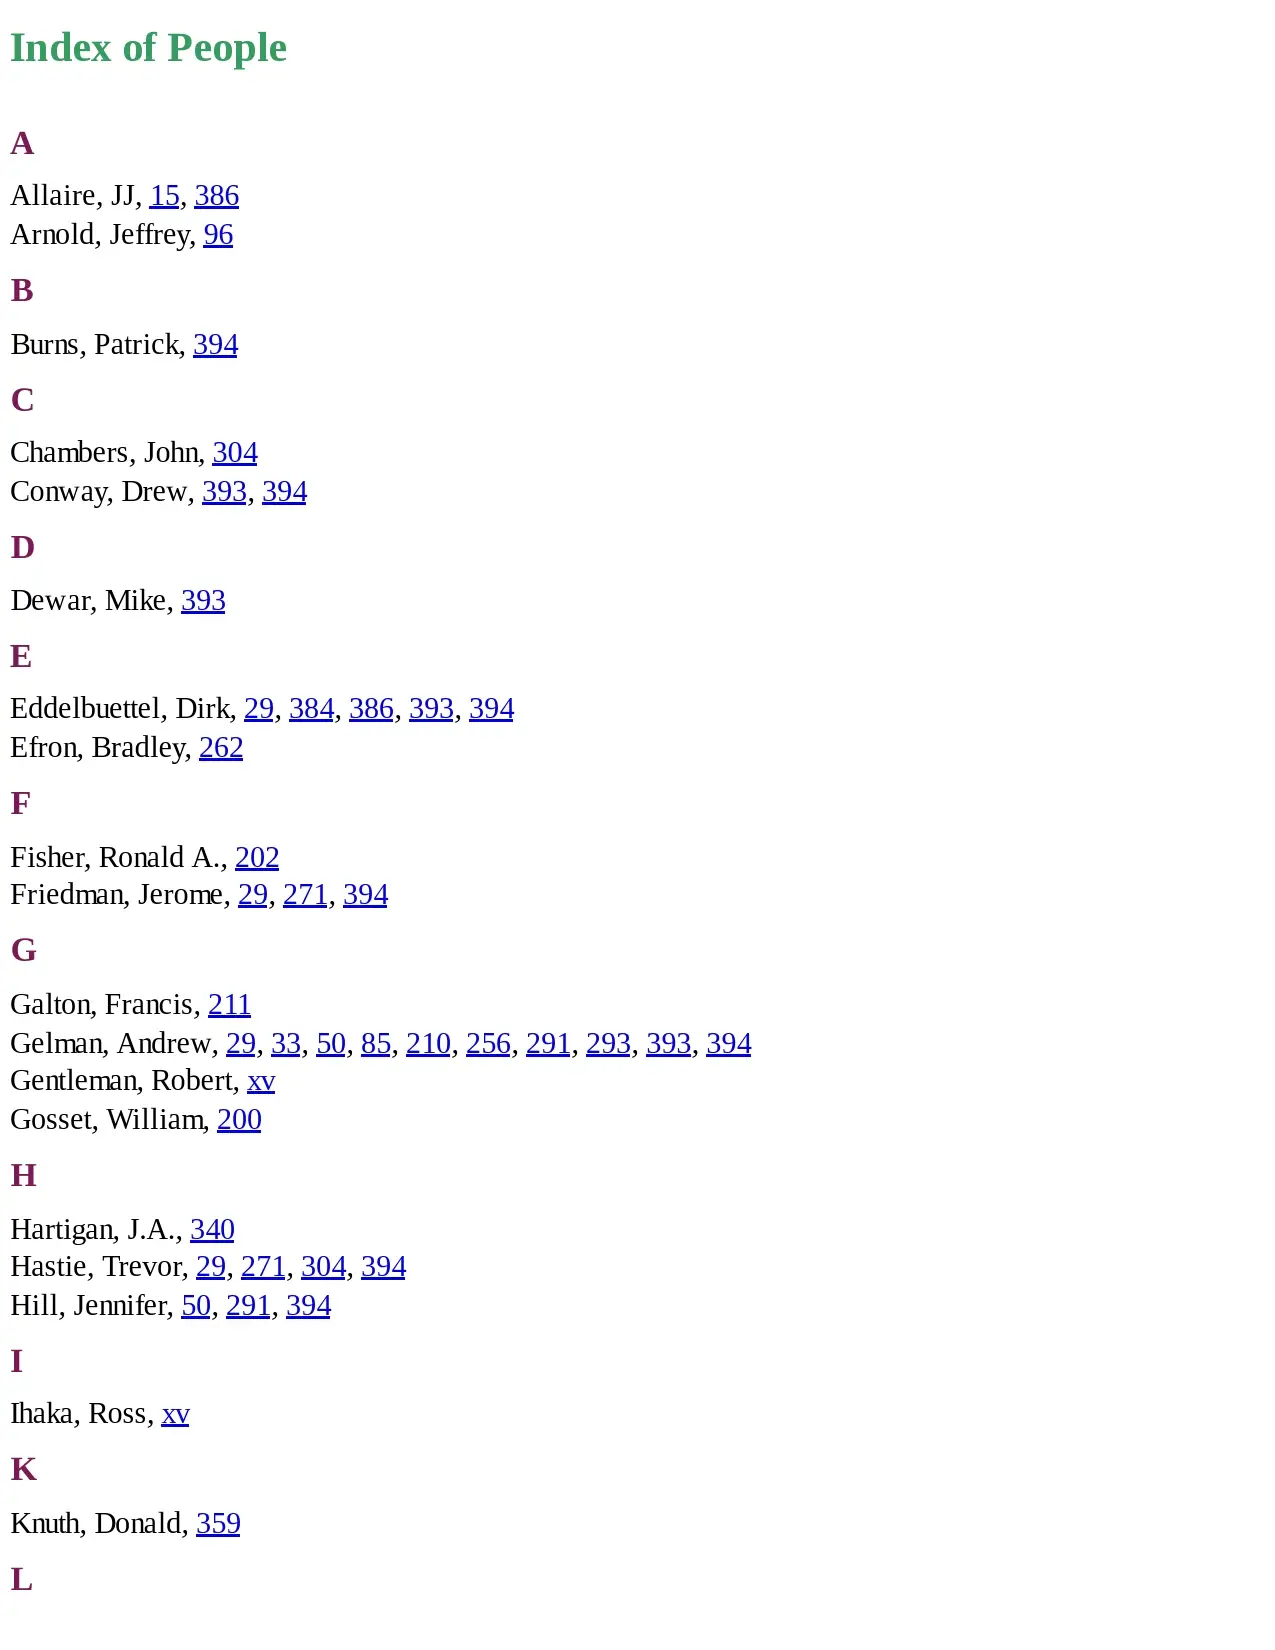 Index of People
A
Allaire, JJ, 15, 386
Arnold, Jeffrey, 96
B
Burns, Patrick, 394
C
Chambers, John, 304
Conway, Drew, 393, 394
D
Dewar, Mike, 393
E
Eddelbuettel, Dirk, 29, 384, 386, 393, 394
Efron, Bradley, 262
F
Fisher, Ronald A., 202
Friedman, Jerome, 29, 271, 394
G
Galton, Francis, 211
Gelman, Andrew, 29, 33, 50, 85, 210, 256, 291, 293, 393, 394
Gentleman, Robert, xv
Gosset, William, 200
H
Hartigan, J.A., 340
Hastie, Trevor, 29, 271, 304, 394
Hill, Jennifer, 50, 291, 394
I
Ihaka, Ross, xv
K
Knuth, Donald, 359
L